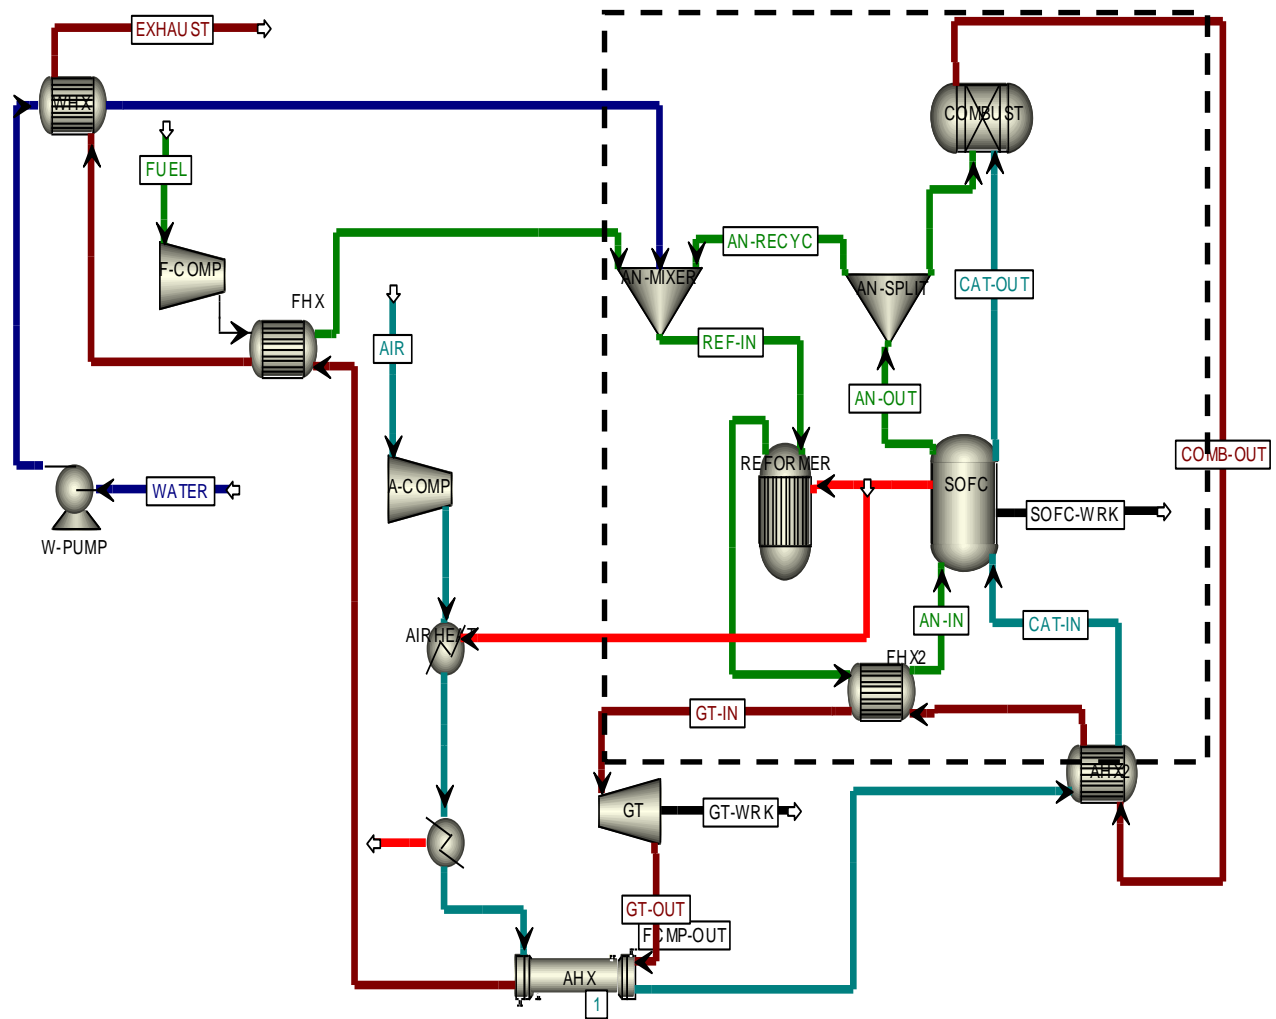 EXHAUST
WHX
COMBUST
FUEL
AN-RECYC
F-COMP
AN-MIXER
AN-SPLIT
CAT-OUT
FHX
REF-IN
AIR
AN-OUT
COMB-OUT
REFORMER
A-COMP
SOFC
WATER
SOFC-WRK
W-PUMP
AN-IN
CAT-IN
AIRHEAT
FHX2
GT-IN
AHX2
GT
GT-WRK
GT-OUT
FCMP-OUT
AHX
1